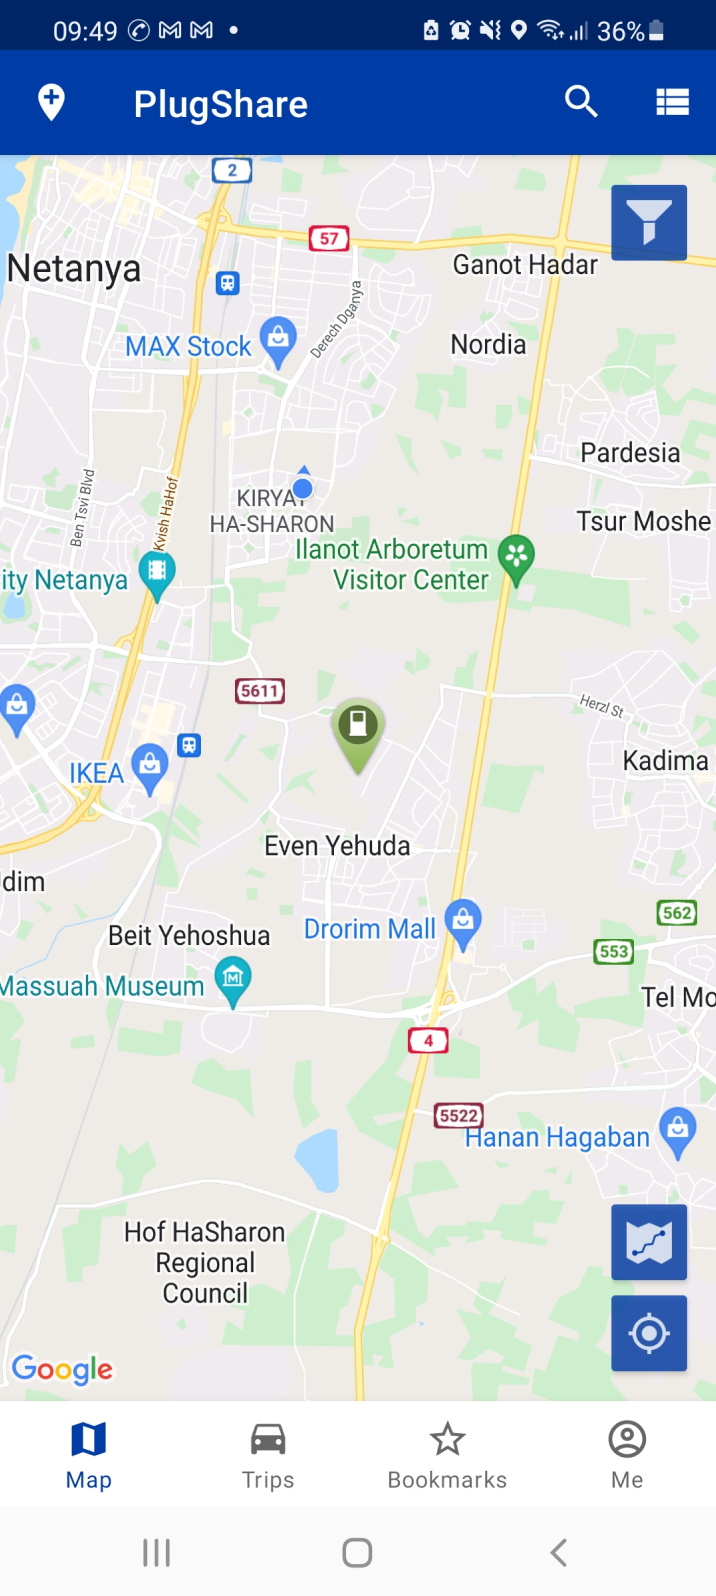 09:49
36%
PlugShare
2
57
Netanya
Ganot Hadar
Derech Dganya
MAX Stock
Nordia
Pardesia
Ben Tsvi Blvd
Kvish HaHof
KIRYAT
HA-SHARON
Tsur Moshe
Ilanot Arboretum
Visitor Center
ity Netanya
5611
Herzl St
IKEA
Kadima
Even Yehuda
dim
562
Drorim Mall
Beit Yehoshua
553
Massuah Museum
Tel Mo
4
5522
Hanan Hagaban
Hof HaSharon
Regional
Council
Google
Map
Trips
Bookmarks
Me